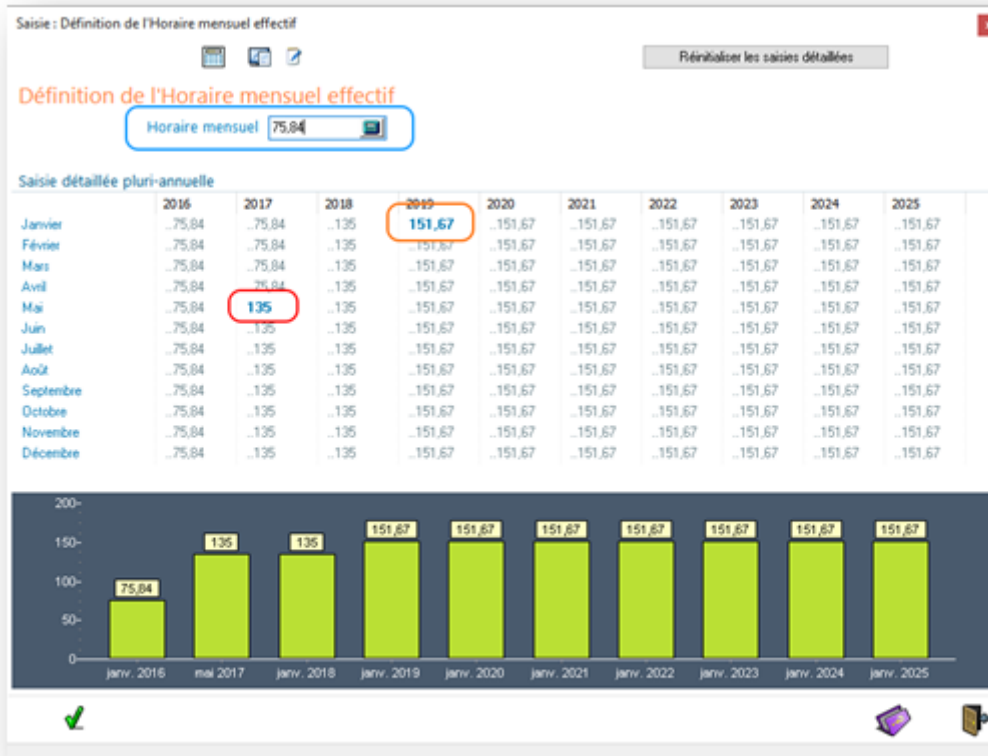 Saisie : Définition de l'Horaire mensuel effectif
Réinitialiser les saisies détaillées
Définition de l'Horaire mensuel effectif
Horaire mensuel 75,84
Saisie détaillée pluri-annuelle
2016 2017 2018 2019 2020 2021 2022 2023 2024 2025
Janvier ..75,84 ..75,84 ..135 151,67 ..151,67 ..151,67 ..151,67 ..151,67 ..151,67 ..151,67
Février ..75,84 ..75,84 ..135 ..151,67 ..151,67 ..151,67 ..151,67 ..151,67 ..151,67 ..151,67
Mars ..75,84 ..75,84 ..135 ..151,67 ..151,67 ..151,67 ..151,67 ..151,67 ..151,67 ..151,67
Avril ..75,84 ..75,84 ..135 ..151,67 ..151,67 ..151,67 ..151,67 ..151,67 ..151,67 ..151,67
Mai ..75,84 135 ..135 ..151,67 ..151,67 ..151,67 ..151,67 ..151,67 ..151,67 ..151,67
Juin ..75,84 ..135 ..135 ..151,67 ..151,67 ..151,67 ..151,67 ..151,67 ..151,67 ..151,67
Juillet ..75,84 ..135 ..135 ..151,67 ..151,67 ..151,67 ..151,67 ..151,67 ..151,67 ..151,67
Août ..75,84 ..135 ..135 ..151,67 ..151,67 ..151,67 ..151,67 ..151,67 ..151,67 ..151,67
Septembre ..75,84 ..135 ..135 ..151,67 ..151,67 ..151,67 ..151,67 ..151,67 ..151,67 ..151,67
Octobre ..75,84 ..135 ..135 ..151,67 ..151,67 ..151,67 ..151,67 ..151,67 ..151,67 ..151,67
Novembre ..75,84 ..135 ..135 ..151,67 ..151,67 ..151,67 ..151,67 ..151,67 ..151,67 ..151,67
Décembre ..75,84 ..135 ..135 ..151,67 ..151,67 ..151,67 ..151,67 ..151,67 ..151,67 ..151,67
200-
151,67 151,67 151,67 151,67 151,67 151,67 151,67
150- 135 135
100- 75,84
50-
0-
janv. 2016 mai 2017 janv. 2018 janv. 2019 janv. 2020 janv. 2021 janv. 2022 janv. 2023 janv. 2024 janv. 2025